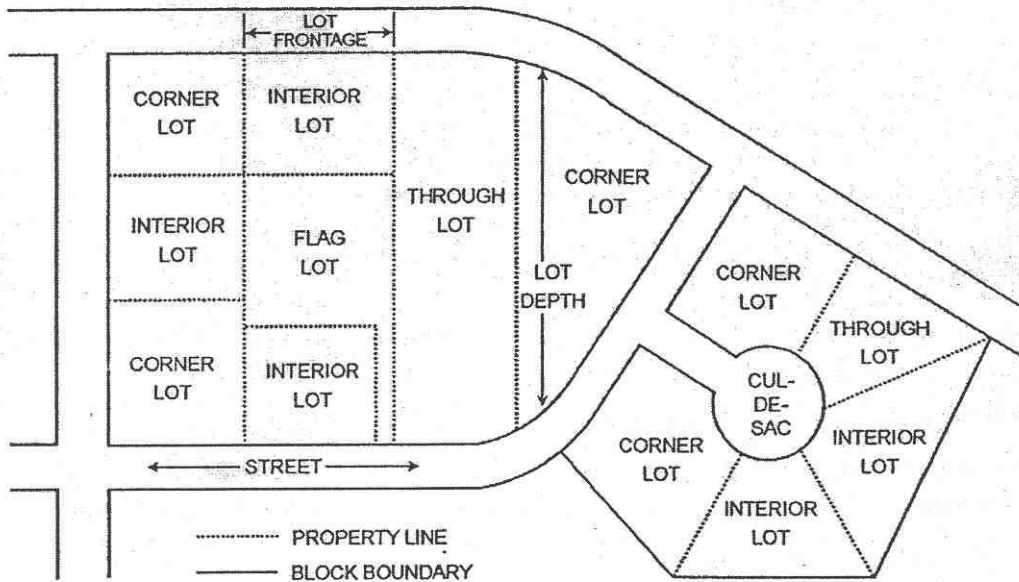 LOT
FRONTAGE
CORNER
LOT
INTERIOR
LOT
THROUGH
LOT
CORNER
LOT
INTERIOR
LOT
FLAG
LOT
LOT
DEPTH
CORNER
LOT
INTERIOR
LOT
STREET
CORNER
LOT
THROUGH
LOT
CUL-
DE-
SAC
CORNER
LOT
INTERIOR
LOT
INTERIOR
LOT
PROPERTY LINE
BLOCK BOUNDARY